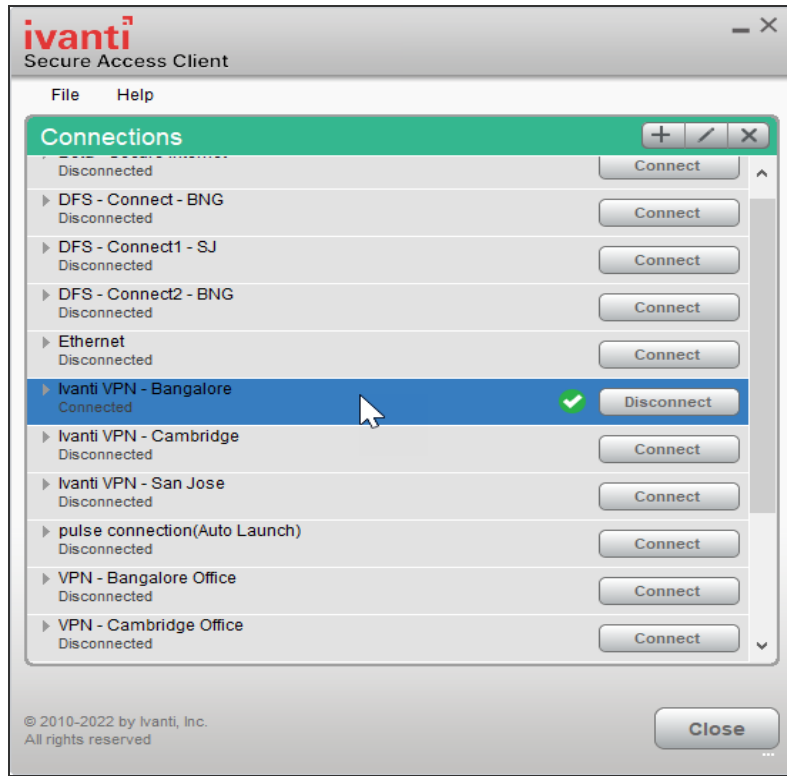 ivanti
Secure Access Client
File Help
Connections
Disconnected
Connect
DFS - Connect - BNG
Disconnected
Connect
DFS - Connect1 - SJ
Disconnected
Connect
DFS - Connect2 - BNG
Disconnected
Connect
Ethernet
Disconnected
Connect
Ivanti VPN - Bangalore
Connected
Disconnect
Ivanti VPN - Cambridge
Disconnected
Connect
Ivanti VPN - San Jose
Disconnected
Connect
pulse connection(Auto Launch)
Disconnected
Connect
VPN - Bangalore Office
Disconnected
Connect
VPN - Cambridge Office
Disconnected
Connect
© 2010-2022 by Ivanti, Inc.
All rights reserved
Close